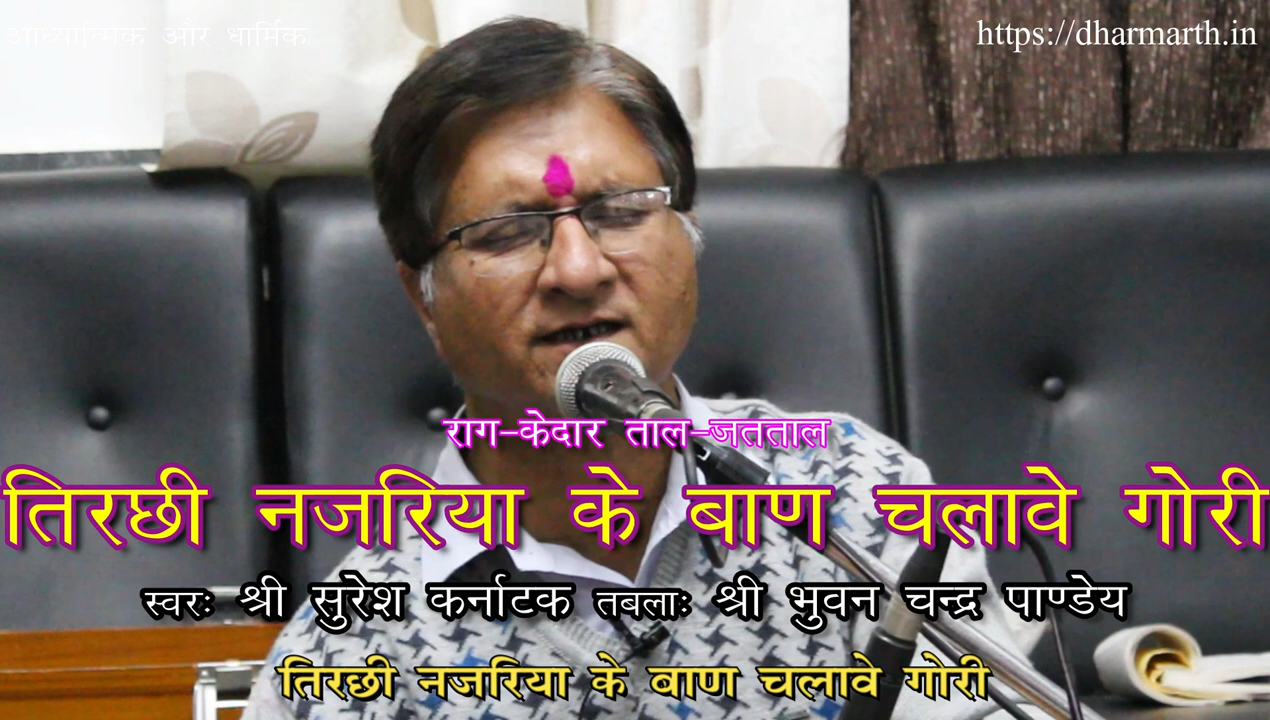 आध्यात्मिक और धार्मिक
https://dharmarth.in
राग-केदार ताल-जतताल
तिरछी नजरिया के बाण चलावे गोरी
स्वरः श्री सुरेश कर्नाटक तबलाः श्री भुवन चन्द्र पाण्डेय
तिरछी नजरिया के बाण चलावे गोरी